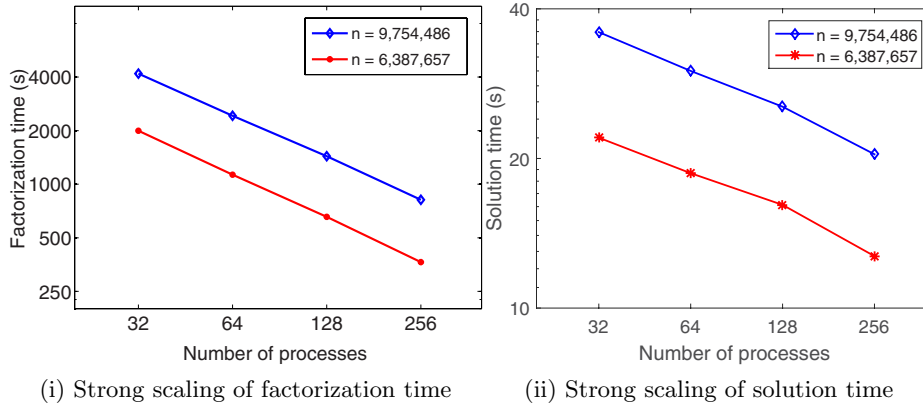 n = 9,754,486
n = 6,387,657
4000
2000
1000
500
250
Factorization time (s)
32 64 128 256
Number of processes
(i) Strong scaling of factorization time
40
n = 9,754,486
n = 6,387,657
20
10
Solution time (s)
32 64 128 256
Number of processes
(ii) Strong scaling of solution time